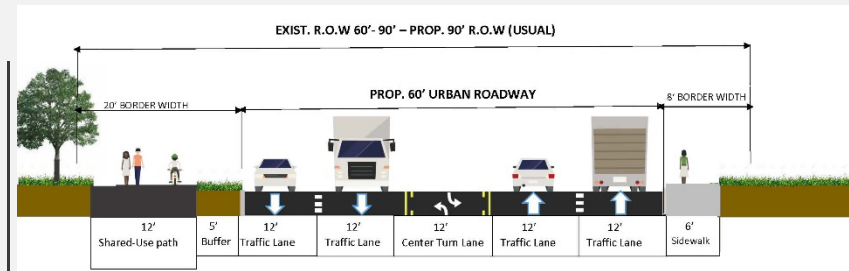 EXIST. R.O.W 60'- 90' – PROP. 90' R.O.W (USUAL)
PROP. 60' URBAN ROADWAY
20' BORDER WIDTH
8' BORDER WIDTH
12'
Shared-Use path
5'
Buffer
12'
Traffic Lane
12'
Traffic Lane
12'
Center Turn Lane
12'
Traffic Lane
12'
Traffic Lane
6'
Sidewalk